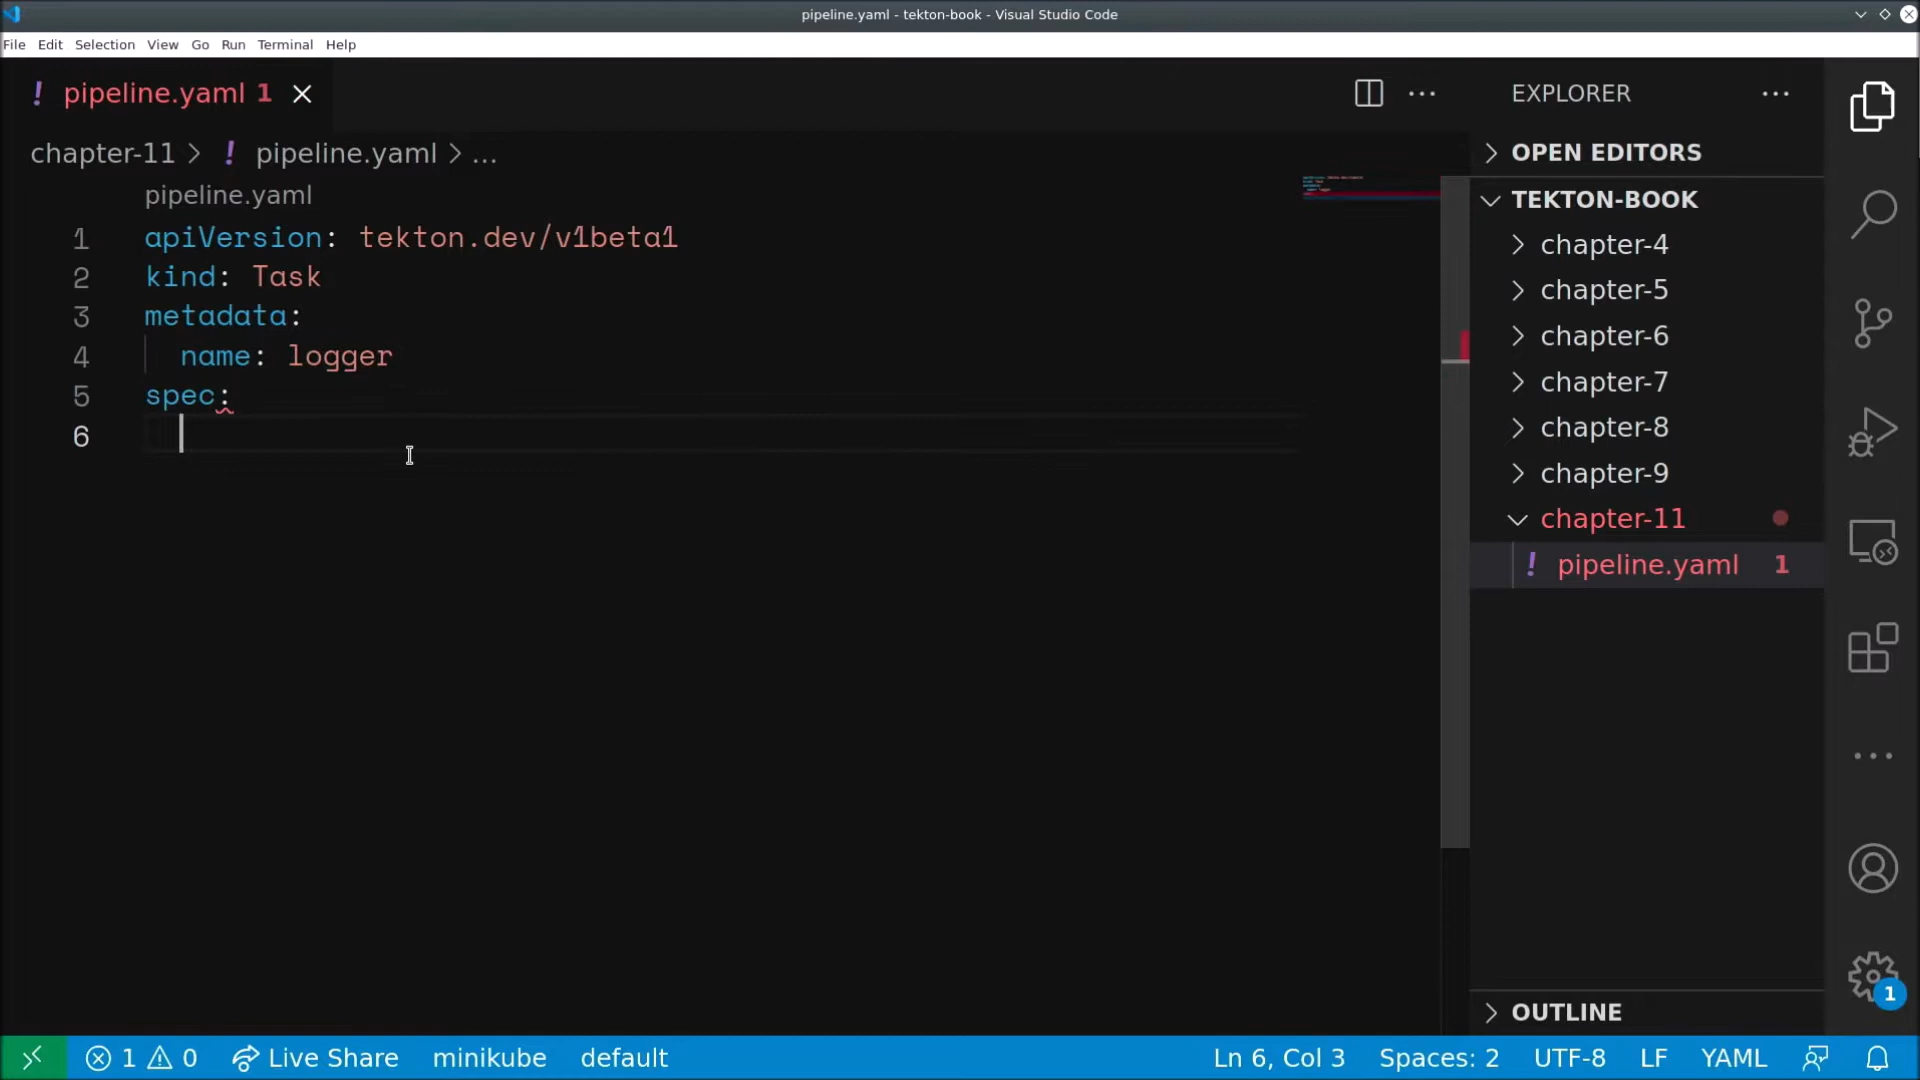 pipeline.yaml - tekton-book - Visual Studio Code
File Edit Selection View Go Run Terminal Help
! pipeline.yaml 1
chapter-11 > ! pipeline.yaml > ...
pipeline.yaml
1 apiVersion: tekton.dev/v1beta1
2 kind: Task
3 metadata:
4 name: logger
5 spec:
6
EXPLORER
OPEN EDITORS
TEKTON-BOOK
chapter-4
chapter-5
chapter-6
chapter-7
chapter-8
chapter-9
chapter-11
! pipeline.yaml 1
OUTLINE
1
1 0 Live Share minikube default Ln 6, Col 3 Spaces: 2 UTF-8 LF YAML